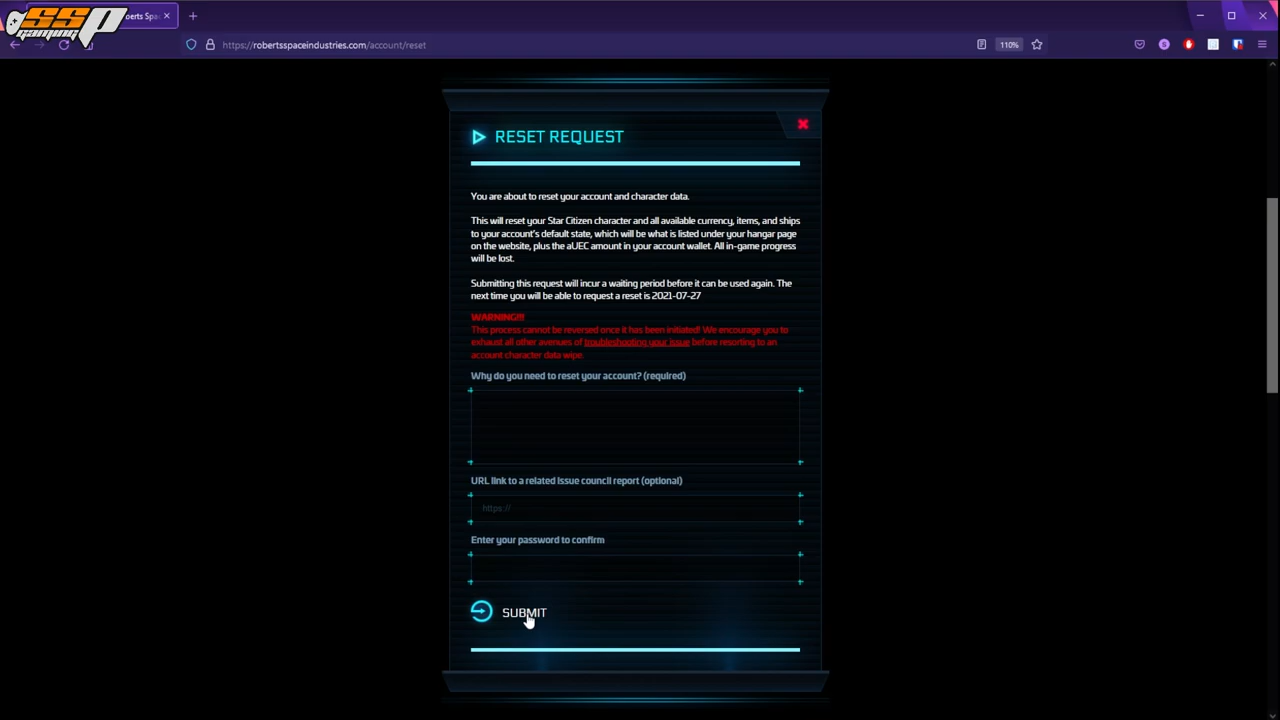 SSP
GAMING
oberts Spa
https://robertsspaceindustries.com/account/reset
110%
RESET REQUEST
You are about to reset your account and character data.
This will reset your Star Citizen character and all available currency, items, and ships
to your account's default state, which will be what is listed under your hangar page
on the website, plus the aUEC amount in your account wallet. All in-game progress
will be lost.
Submitting this request will incur a waiting period before it can be used again. The
next time you will be able to request a reset is 2021-07-27
WARNING!!!
This process cannot be reversed once it has been initiated! We encourage you to
exhaust all other avenues of troubleshooting your issue before resorting to an
account character data wipe.
Why do you need to reset your account? (required)
URL link to a related issue council report (optional)
https://
Enter your password to confirm
SUBMIT